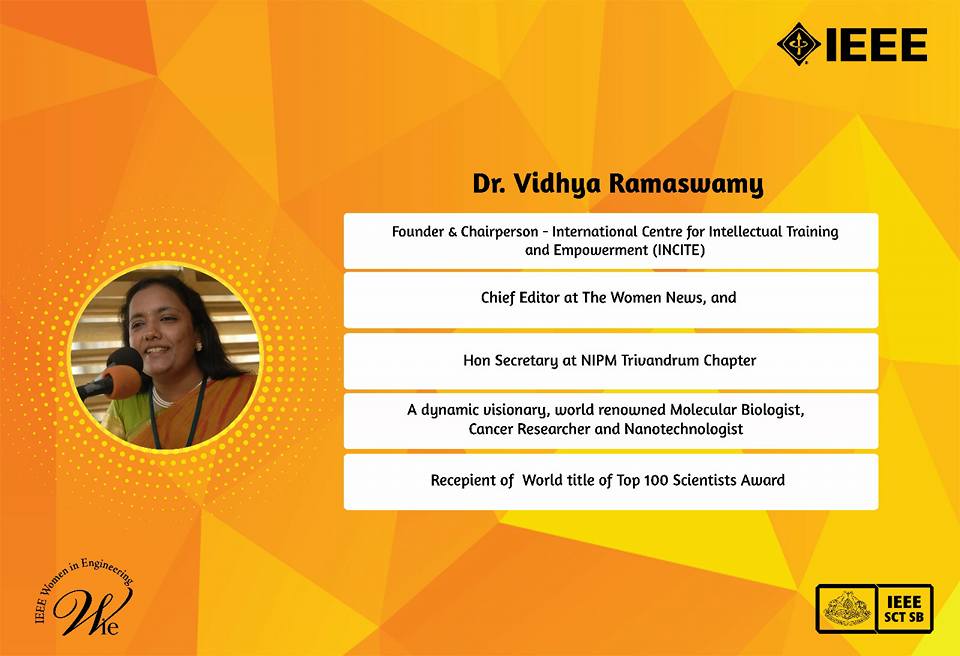 IEEE
Dr. Vidhya Ramaswamy
Founder & Chairperson - International Centre for Intellectual Training
and Empowerment (INCITE)
Chief Editor at The Women News, and
Hon Secretary at NIPM Trivandrum Chapter
A dynamic visionary, world renowned Molecular Biologist,
Cancer Researcher and Nanotechnologist
Recepient of  World title of Top 100 Scientists Award
IEEE Women in Engineering
Wie
IEEE
SCT SB